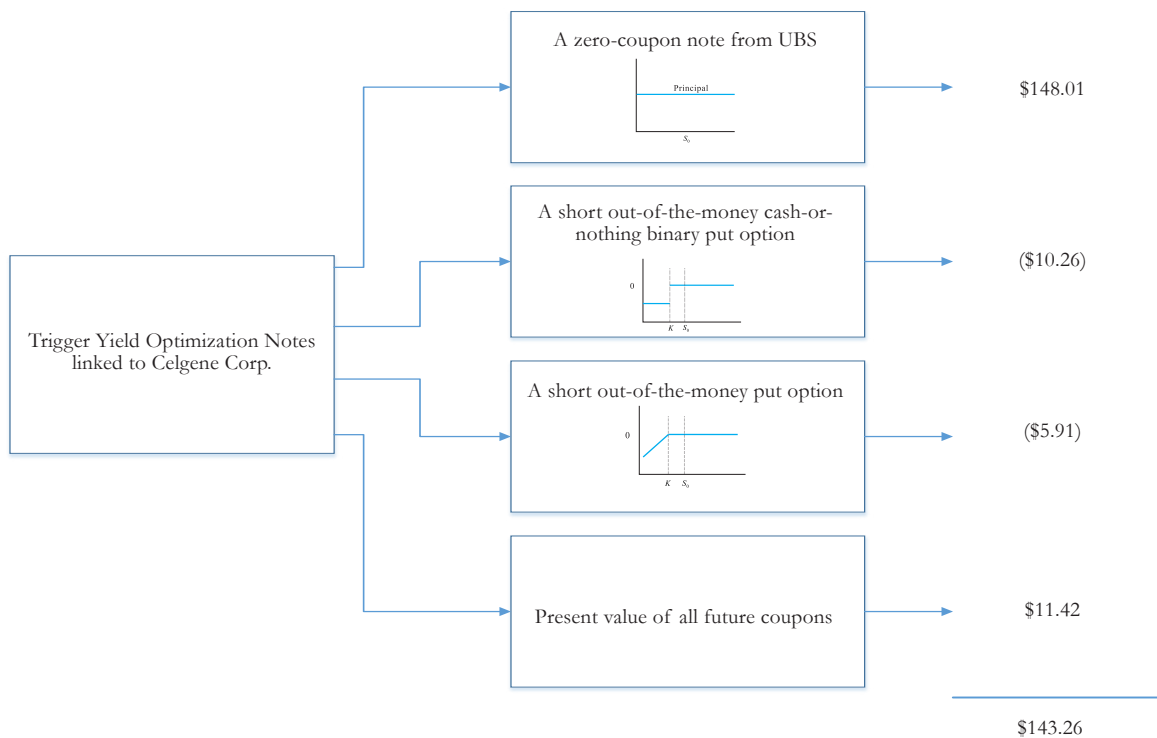 A zero-coupon note from UBS
Principal
S₀
$148.01
A short out-of-the-money cash-or-
nothing binary put option
0
K
S₀
($10.26)
Trigger Yield Optimization Notes
linked to Celgene Corp.
A short out-of-the-money put option
0
K
S₀
($5.91)
Present value of all future coupons
$11.42
$143.26